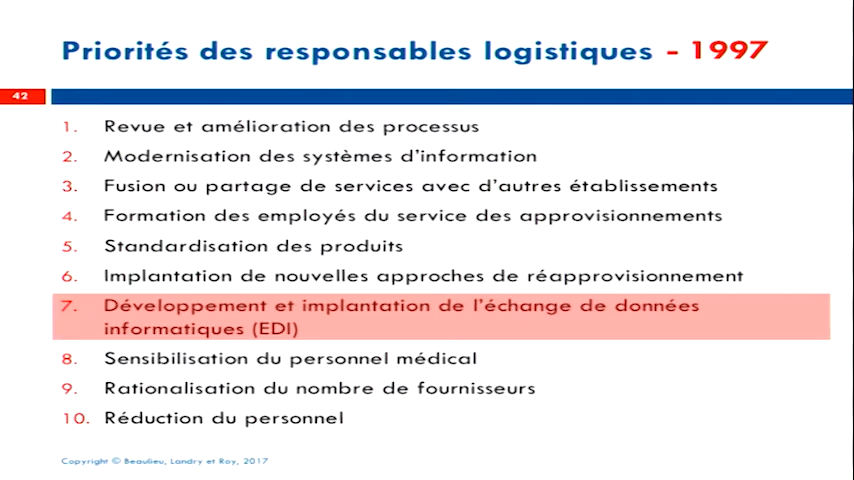 Priorités des responsables logistiques - 1997
42
1. Revue et amélioration des processus
2. Modernisation des systèmes d'information
3. Fusion ou partage de services avec d'autres établissements
4. Formation des employés du service des approvisionnements
5. Standardisation des produits
6. Implantation de nouvelles approches de réapprovisionnement
7. Développement et implantation de l'échange de données
informatiques (EDI)
8. Sensibilisation du personnel médical
9. Rationalisation du nombre de fournisseurs
10. Réduction du personnel
Copyright © Beaulieu, Landry et Roy, 2017